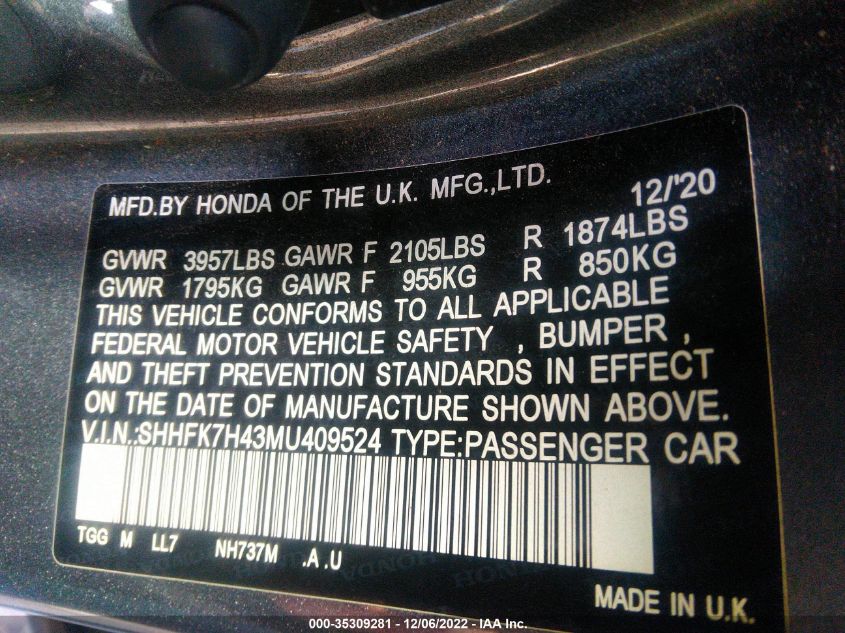 MFD.BY HONDA OF THE U.K. MFG.,LTD. 12/'20
GVWR 3957LBS GAWR F 2105LBS R 1874LBS
GVWR 1795KG GAWR F 955KG R 850KG
THIS VEHICLE CONFORMS TO ALL APPLICABLE
FEDERAL MOTOR VEHICLE SAFETY , BUMPER ,
AND THEFT PREVENTION STANDARDS IN EFFECT
ON THE DATE OF MANUFACTURE SHOWN ABOVE.
V.I.N.:SHHFK7H43MU409524 TYPE:PASSENGER CAR
TGG M LL7 NH737M .A .U
MADE IN U.K.
000-35309281 - 12/06/2022 - IAA Inc.